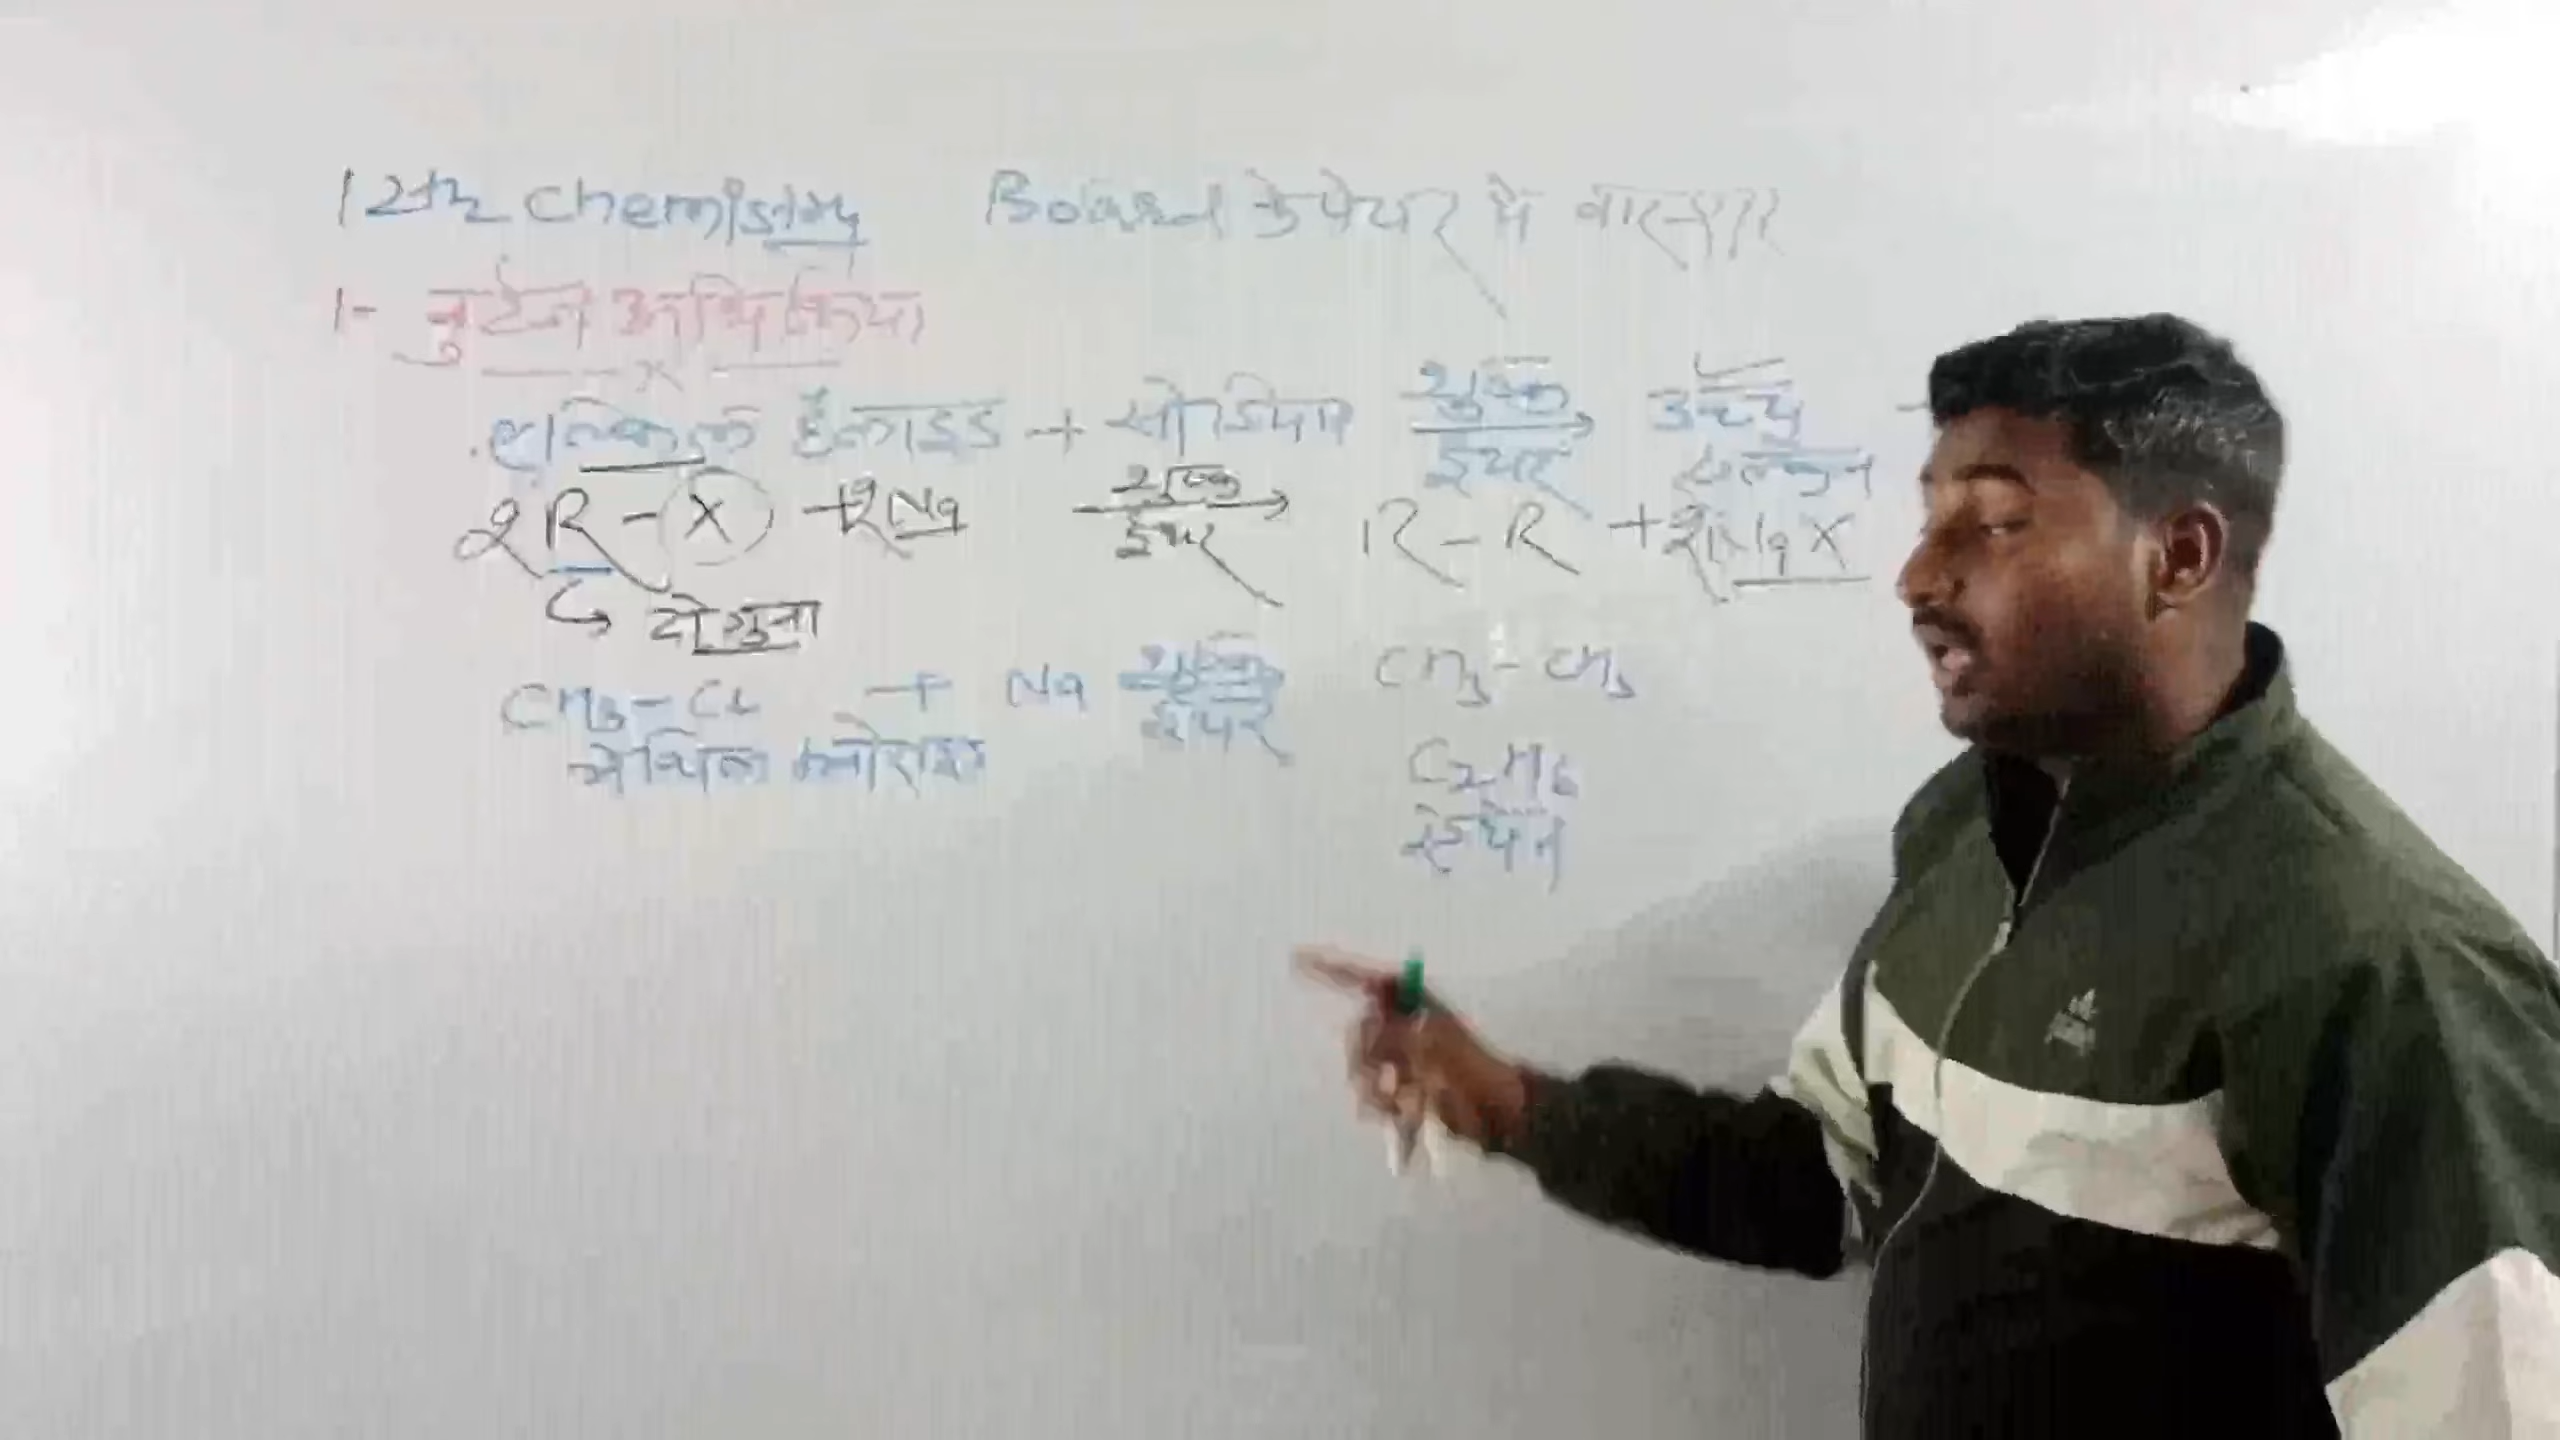 12th Chemistry Board के पेपर में बार-बार
1- वुर्टज अभिक्रिया
एल्किल हैलाइड + सोडियम शुष्क ईथर → उच्च एल्केन
2R-X + 2Na शुष्क ईथर → R-R + 2NaX
↳ दोगुना
CH3-Cl + Na शुष्क ईथर CH3-CH3
मेथिल क्लोराइड C2H6
एथेन